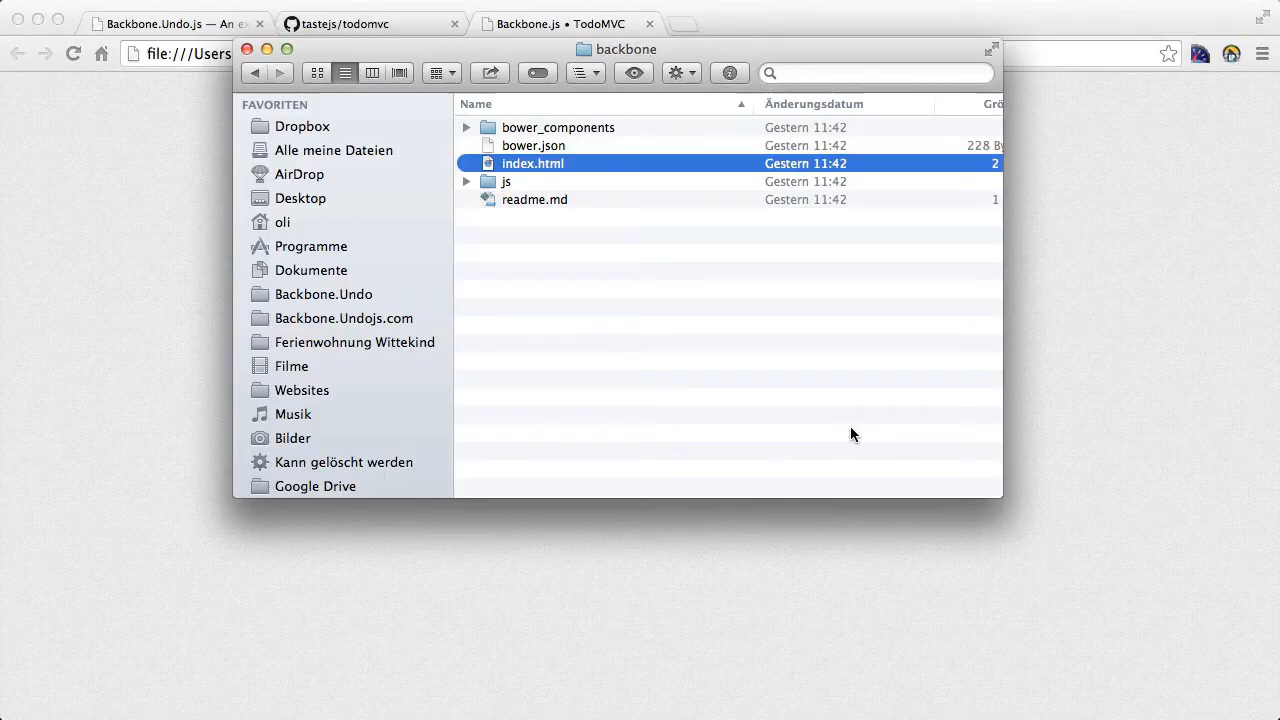 Backbone.Undo.js — An ex
tastejs/todomvc
Backbone.js • TodoMVC
file:///Users
backbone
FAVORITEN
Dropbox
Alle meine Dateien
AirDrop
Desktop
oli
Programme
Dokumente
Backbone.Undo
Backbone.Undojs.com
Ferienwohnung Wittekind
Filme
Websites
Musik
Bilder
Kann gelöscht werden
Google Drive
Name Änderungsdatum Grö
bower_components Gestern 11:42
bower.json Gestern 11:42 228 By
index.html Gestern 11:42 2
js Gestern 11:42
readme.md Gestern 11:42 1